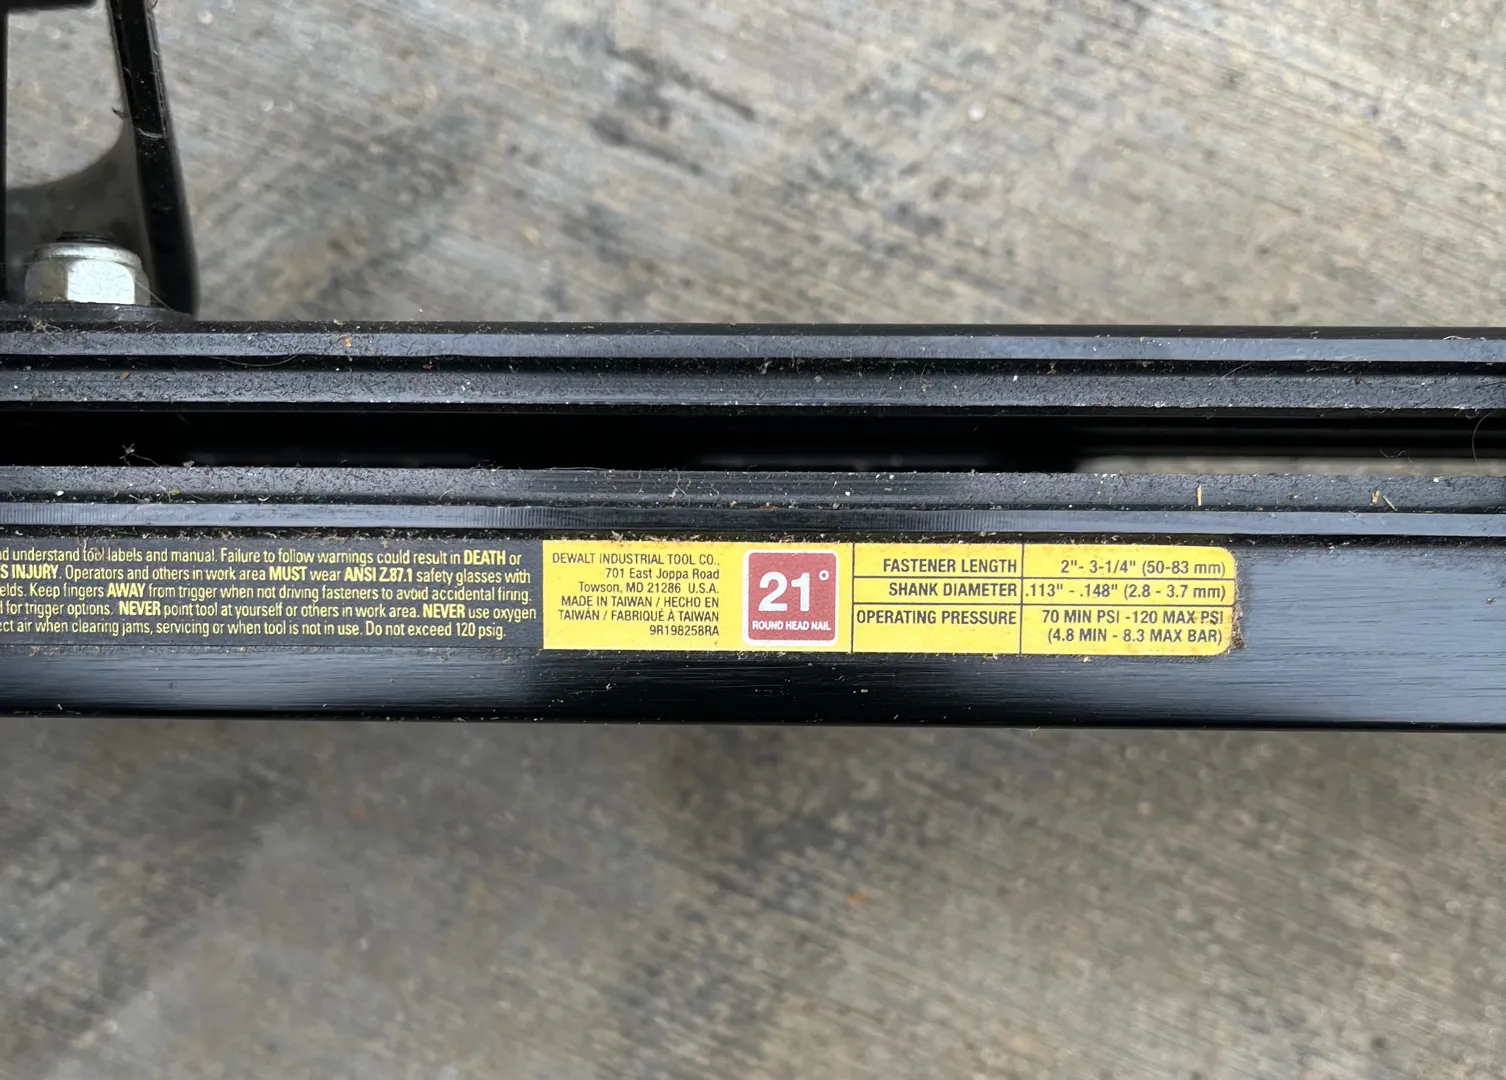 nd understand tool labels and manual. Failure to follow warnings could result in DEATH or
S INJURY. Operators and others in work area MUST wear ANSI Z.87.1 safety glasses with
elds. Keep fingers AWAY from trigger when not driving fasteners to avoid accidental firing.
l for trigger options. NEVER point tool at yourself or others in work area. NEVER use oxygen
ct air when clearing jams, servicing or when tool is not in use. Do not exceed 120 psig.
DEWALT INDUSTRIAL TOOL CO.,
701 East Joppa Road
Towson, MD 21286 U.S.A.
MADE IN TAIWAN / HECHO EN
TAIWÁN / FABRIQUÉ À TAIWAN
9R198258RA
21°
ROUND HEAD NAIL
FASTENER LENGTH 2"- 3-1/4" (50-83 mm)
SHANK DIAMETER .113" - .148" (2.8 - 3.7 mm)
OPERATING PRESSURE 70 MIN PSI -120 MAX PSI
(4.8 MIN - 8.3 MAX BAR)